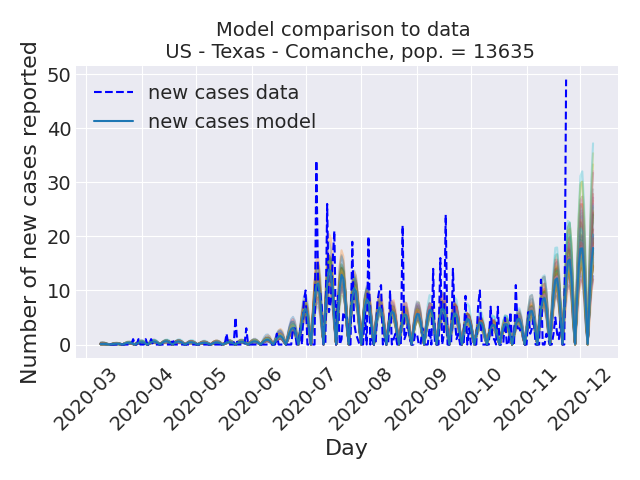 Model comparison to data
US - Texas - Comanche, pop. = 13635
Number of new cases reported
50
40
30
20
10
0
new cases data
new cases model
2020-03
2020-04
2020-05
2020-06
2020-07
2020-08
2020-09
2020-10
2020-11
2020-12
Day